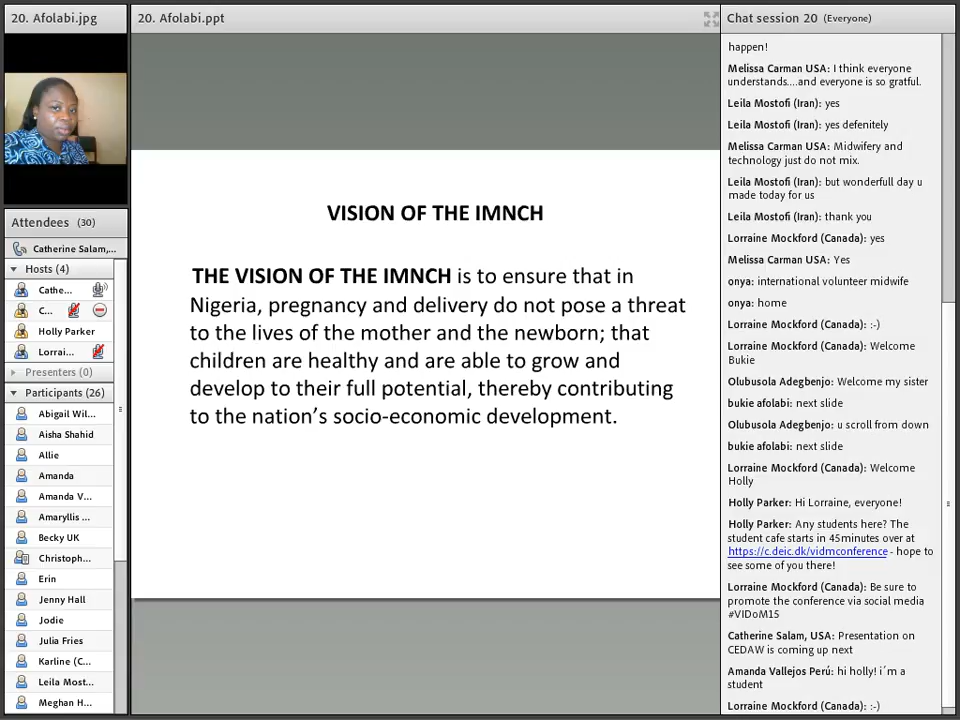 20. Afolabi.jpg
Attendees (30)
Catherine Salam,...
Hosts (4)
Cathe...
C...
Holly Parker
Lorrai...
Presenters (0)
Participants (26)
Abigail Wil...
Aisha Shahid
Allie
Amanda
Amanda V...
Amaryllis ...
Becky UK
Christoph...
Erin
Jenny Hall
Jodie
Julia Fries
Karline (C...
Leila Most...
Meghan H...
20. Afolabi.ppt
VISION OF THE IMNCH
THE VISION OF THE IMNCH is to ensure that in
Nigeria, pregnancy and delivery do not pose a threat
to the lives of the mother and the newborn; that
children are healthy and are able to grow and
develop to their full potential, thereby contributing
to the nation’s socio-economic development.
Chat session 20 (Everyone)
happen!
Melissa Carman USA: I think everyone
understands....and everyone is so gratful.
Leila Mostofi (Iran): yes
Leila Mostofi (Iran): yes defenitely
Melissa Carman USA: Midwifery and
technology just do not mix.
Leila Mostofi (Iran): but wonderfull day u
made today for us
Leila Mostofi (Iran): thank you
Lorraine Mockford (Canada): yes
Melissa Carman USA: Yes
onya: international volunteer midwife
onya: home
Lorraine Mockford (Canada): :-)
Lorraine Mockford (Canada): Welcome
Bukie
Olubusola Adegbenjo: Welcome my sister
bukie afolabi: next slide
Olubusola Adegbenjo: u scroll from down
bukie afolabi: next slide
Lorraine Mockford (Canada): Welcome
Holly
Holly Parker: Hi Lorraine, everyone!
Holly Parker: Any students here? The
student cafe starts in 45minutes over at
https://c.deic.dk/vidmconference - hope to
see some of you there!
Lorraine Mockford (Canada): Be sure to
promote the conference via social media
#VIDoM15
Catherine Salam, USA: Presentation on
CEDAW is coming up next
Amanda Vallejos Perú: hi holly! i´m a
student
Lorraine Mockford (Canada): :-)